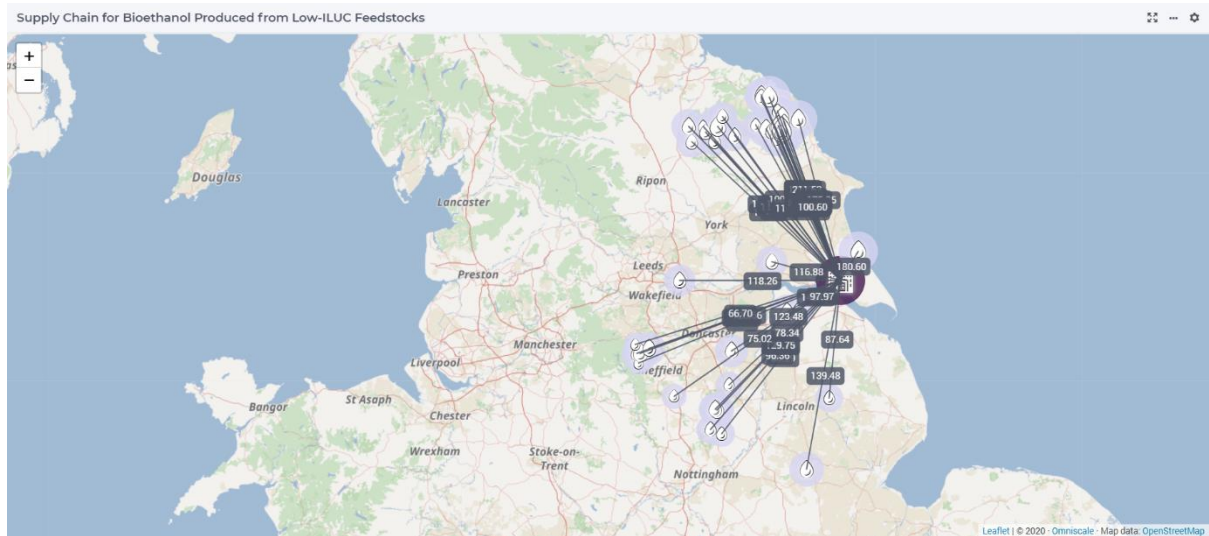 Supply Chain for Bioethanol Produced from Low-ILUC Feedstocks
+
−
Douglas
Ripon
Lancaster
York
100.60
Leeds
Preston
180.60
116.88
118.26
Wakefield
97.97
66.70
123.48
78.34
75.02
87.64
Manchester
Liverpool
139.48
Bangor
St Asaph
Chester
Lincoln
Wrexham
Stoke-on-
Trent
Nottingham
Leaflet | © 2020 - Omniscale - Map data: OpenStreetMap